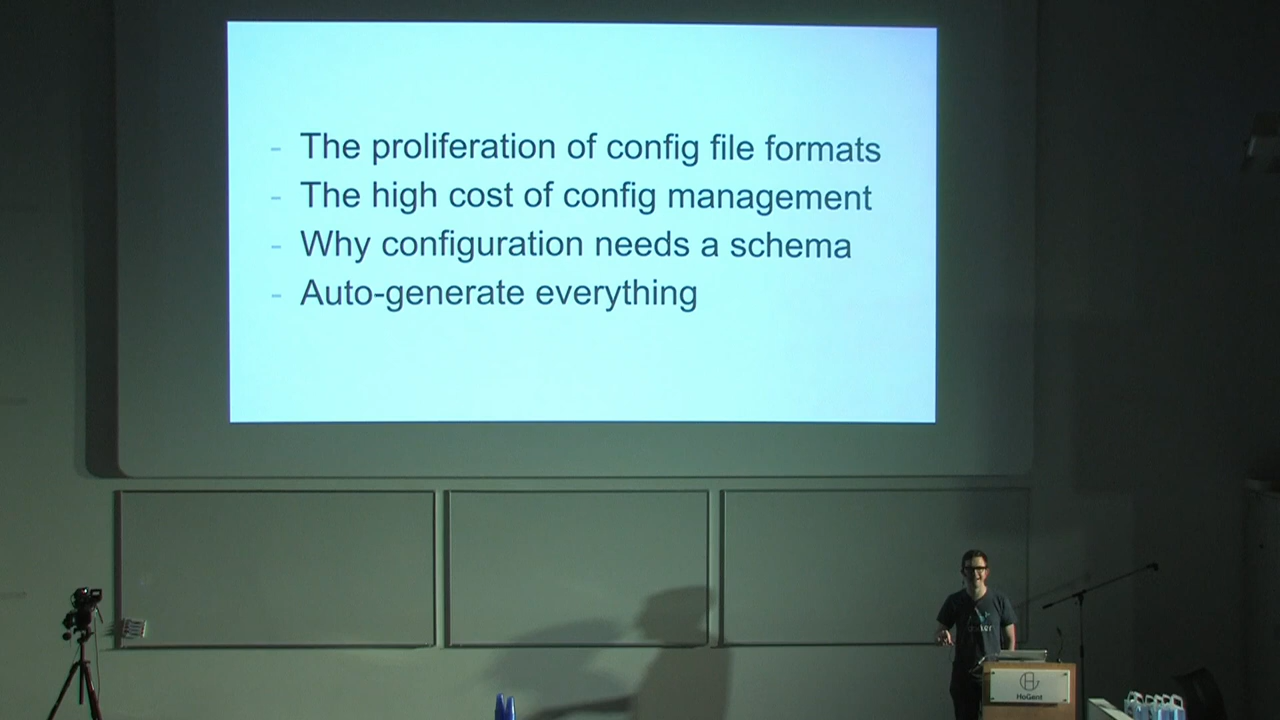 - The proliferation of config file formats
- The high cost of config management
- Why configuration needs a schema
- Auto-generate everything
HoGent